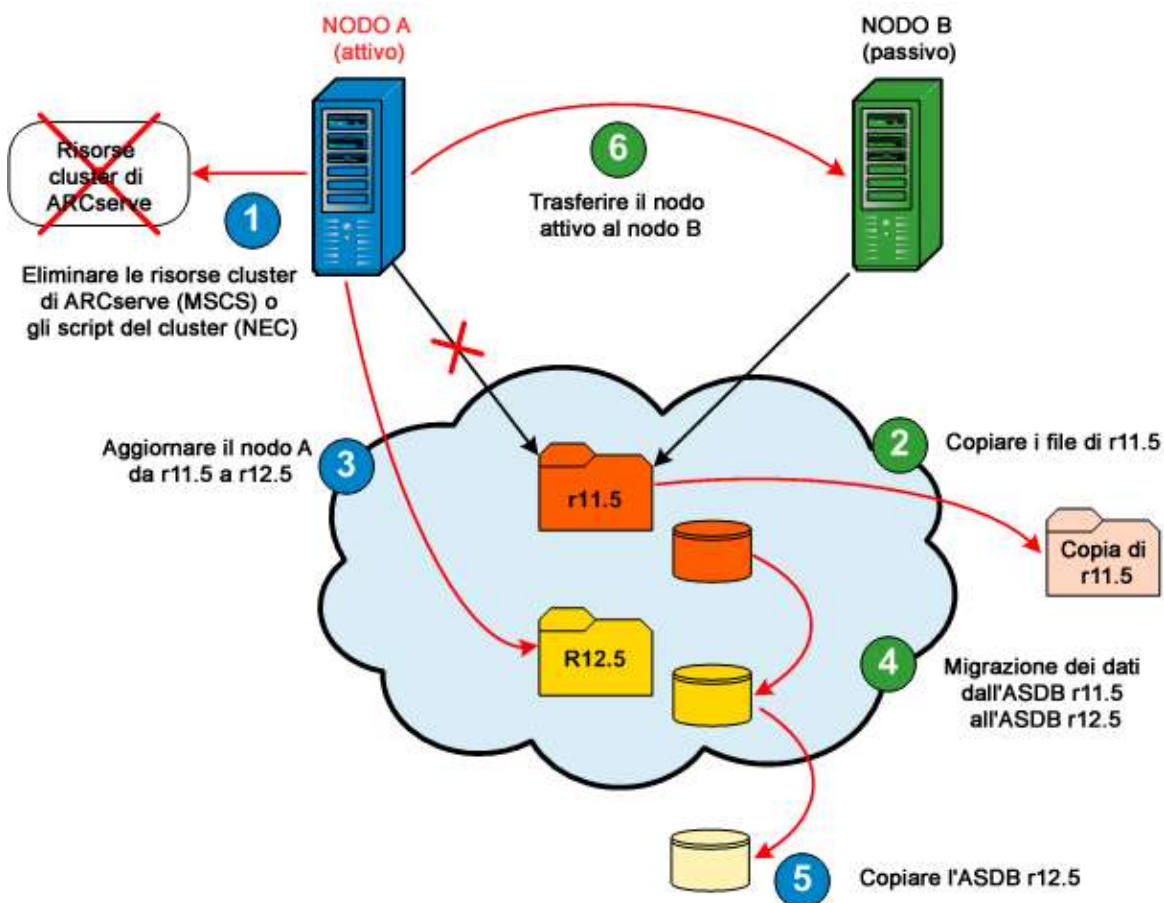 NODO A
(attivo)
NODO B
(passivo)
Risorse
cluster di
ARCserve
1
Eliminare le risorse cluster
di ARCserve (MSCS) o
gli script del cluster (NEC)
6
Trasferire il nodo
attivo al nodo B
Aggiornare il nodo A
da r11.5 a r12.5
3
2
Copiare i file di r11.5
r11.5
Copia di
r11.5
R12.5
4
Migrazione dei dati
dall'ASDB r11.5
all'ASDB r12.5
5
Copiare l'ASDB r12.5